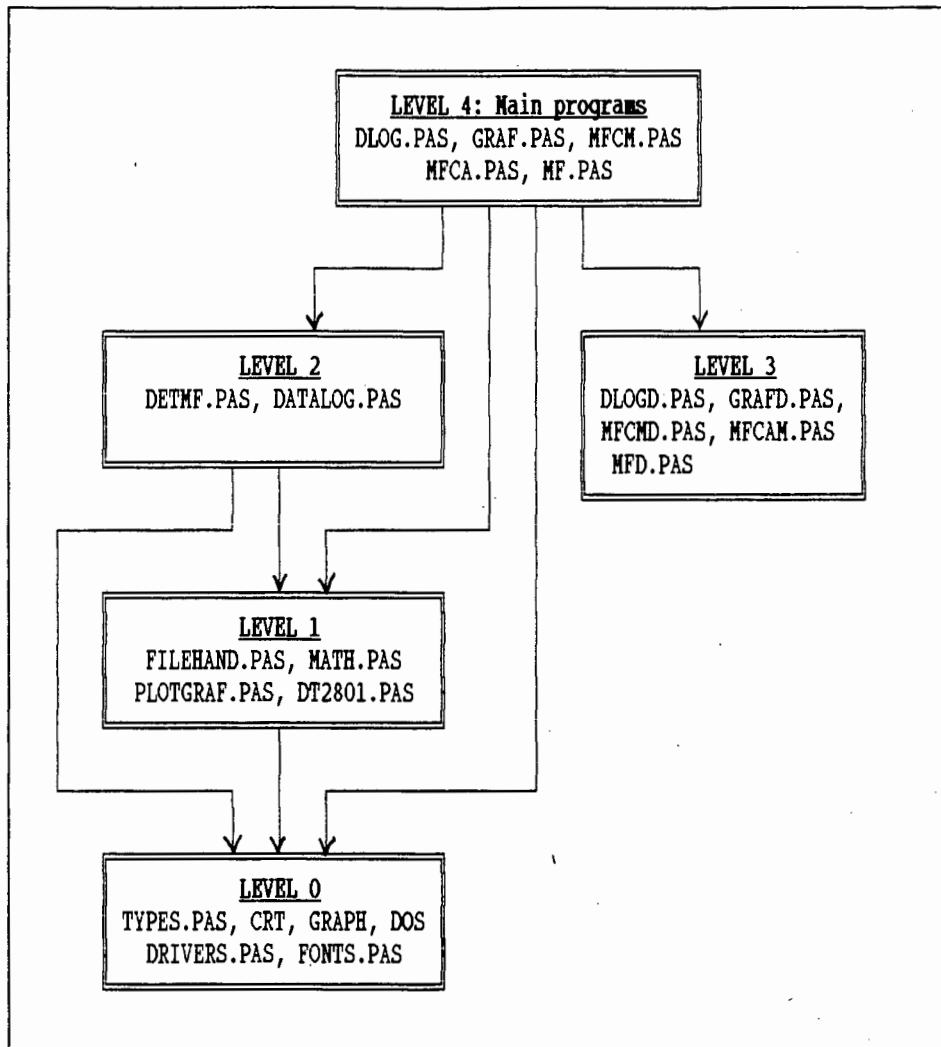 LEVEL 4: Main programs
DLOG.PAS, GRAF.PAS, MFCM.PAS
MFCA.PAS, MF.PAS
LEVEL 2
DETMF.PAS, DATALOG.PAS
LEVEL 3
DLOGD.PAS, GRAFD.PAS,
MFCMD.PAS, MFCAM.PAS
MFD.PAS
LEVEL 1
FILEHAND.PAS, MATH.PAS
PLOTGRAF.PAS, DT2801.PAS
LEVEL 0
TYPES.PAS, CRT, GRAPH, DOS
DRIVERS.PAS, FONTS.PAS